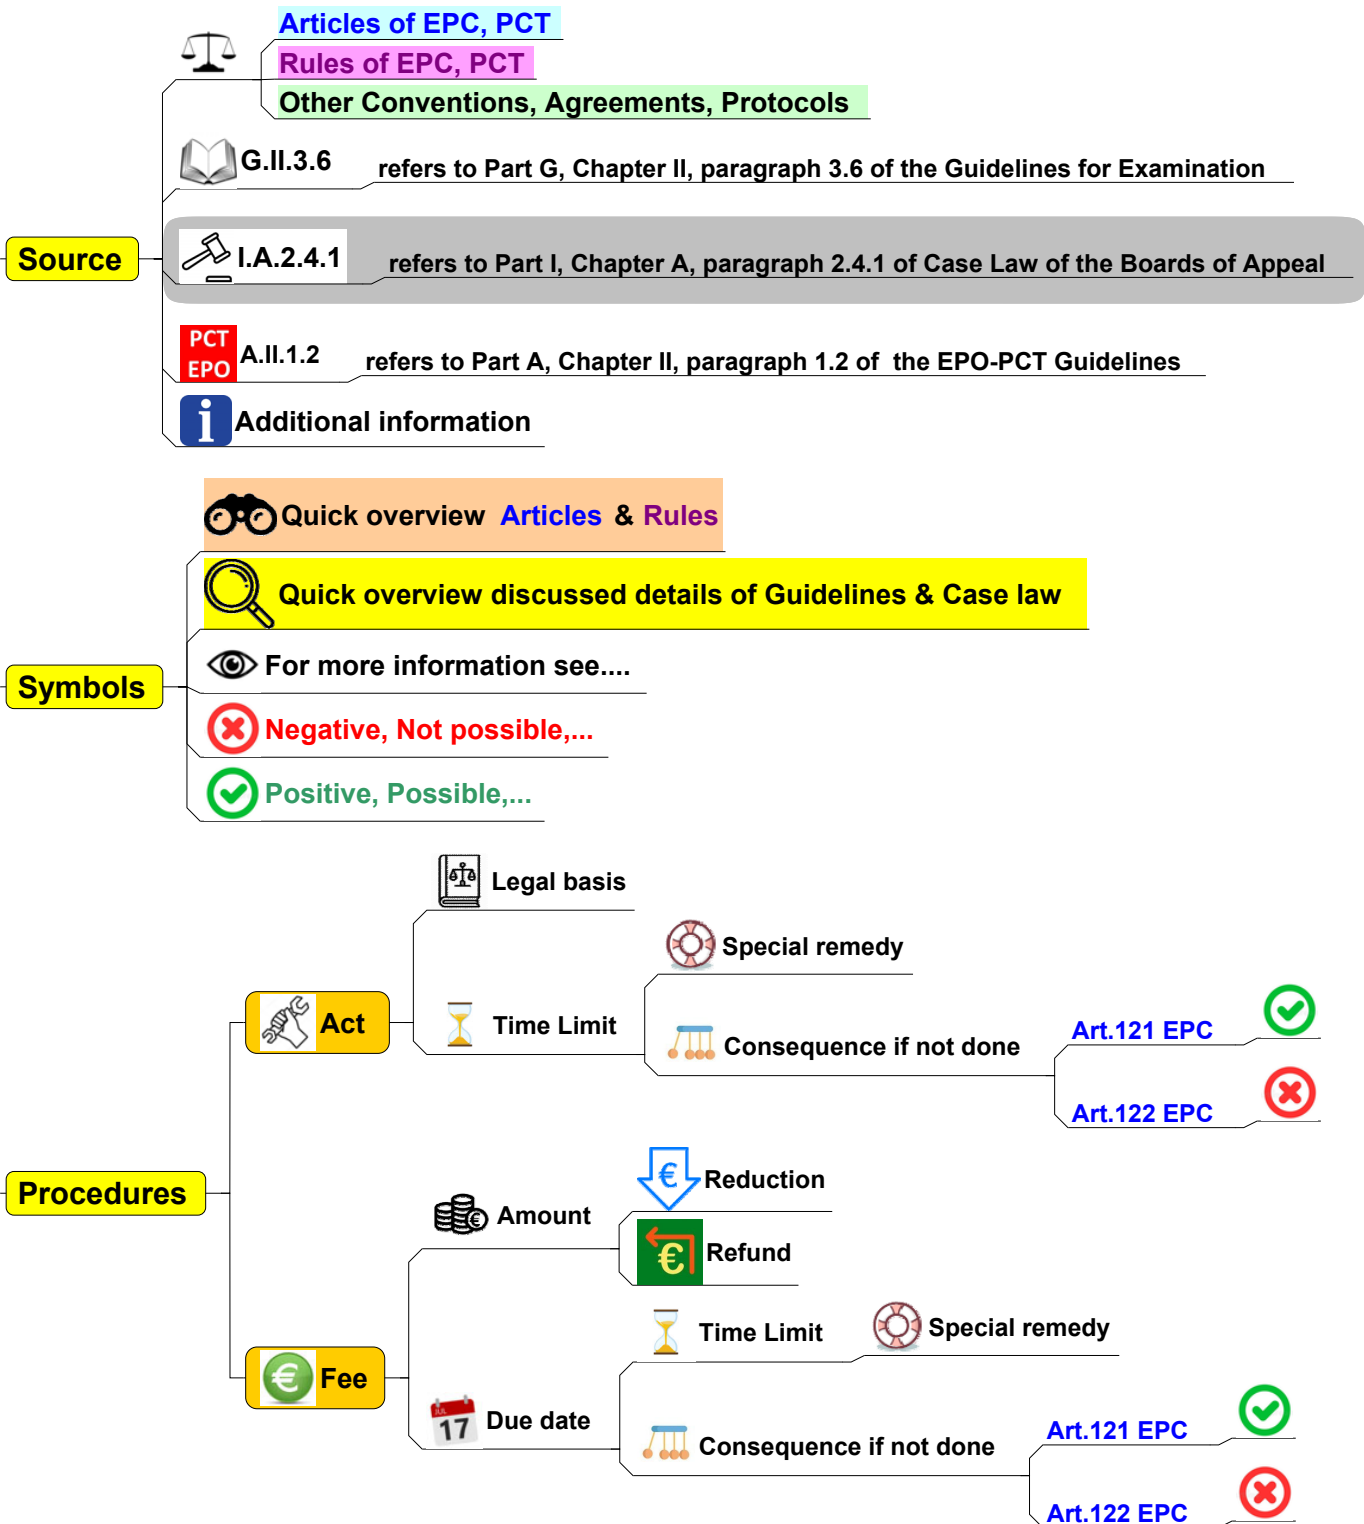 Articles of EPC, PCT
Rules of EPC, PCT
Other Conventions, Agreements, Protocols
G.II.3.6 refers to Part G, Chapter II, paragraph 3.6 of the Guidelines for Examination
Source
I.A.2.4.1 refers to Part I, Chapter A, paragraph 2.4.1 of Case Law of the Boards of Appeal
PCT
EPO
A.II.1.2 refers to Part A, Chapter II, paragraph 1.2 of the EPO-PCT Guidelines
i Additional information
Quick overview Articles & Rules
Quick overview discussed details of Guidelines & Case law
For more information see....
Symbols
Negative, Not possible,...
Positive, Possible,...
Legal basis
Special remedy
Act
Time Limit
Consequence if not done
Art.121 EPC
Art.122 EPC
Procedures
€ Reduction
Amount
€ Refund
Time Limit
Special remedy
€ Fee
JUL
17
Due date
Consequence if not done
Art.121 EPC
Art.122 EPC